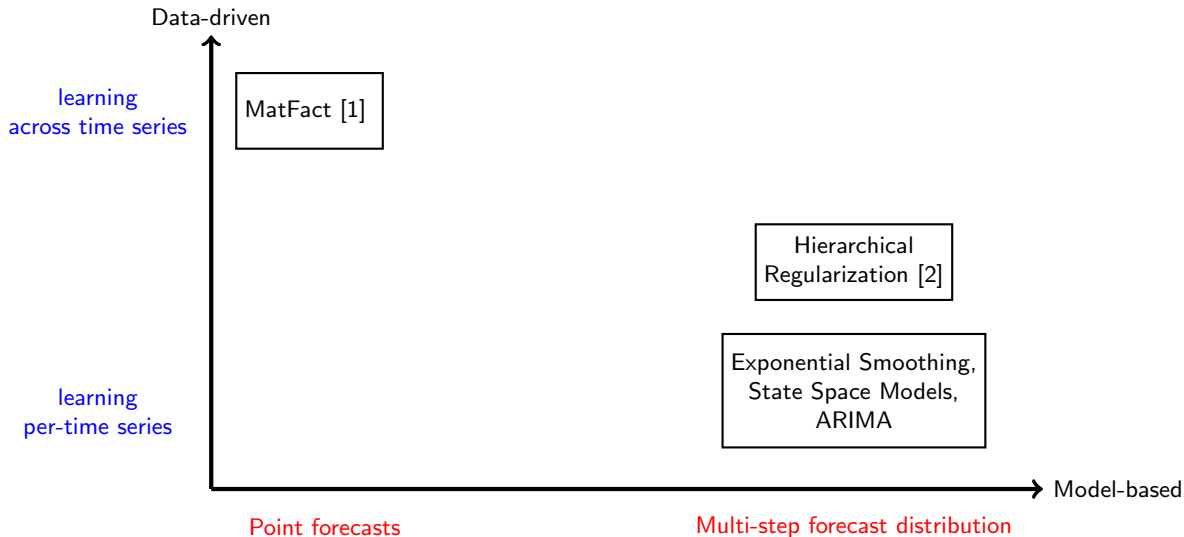 Data-driven
learning
across time series
MatFact [1]
Hierarchical
Regularization [2]
Exponential Smoothing,
State Space Models,
ARIMA
learning
per-time series
Model-based
Point forecasts
Multi-step forecast distribution